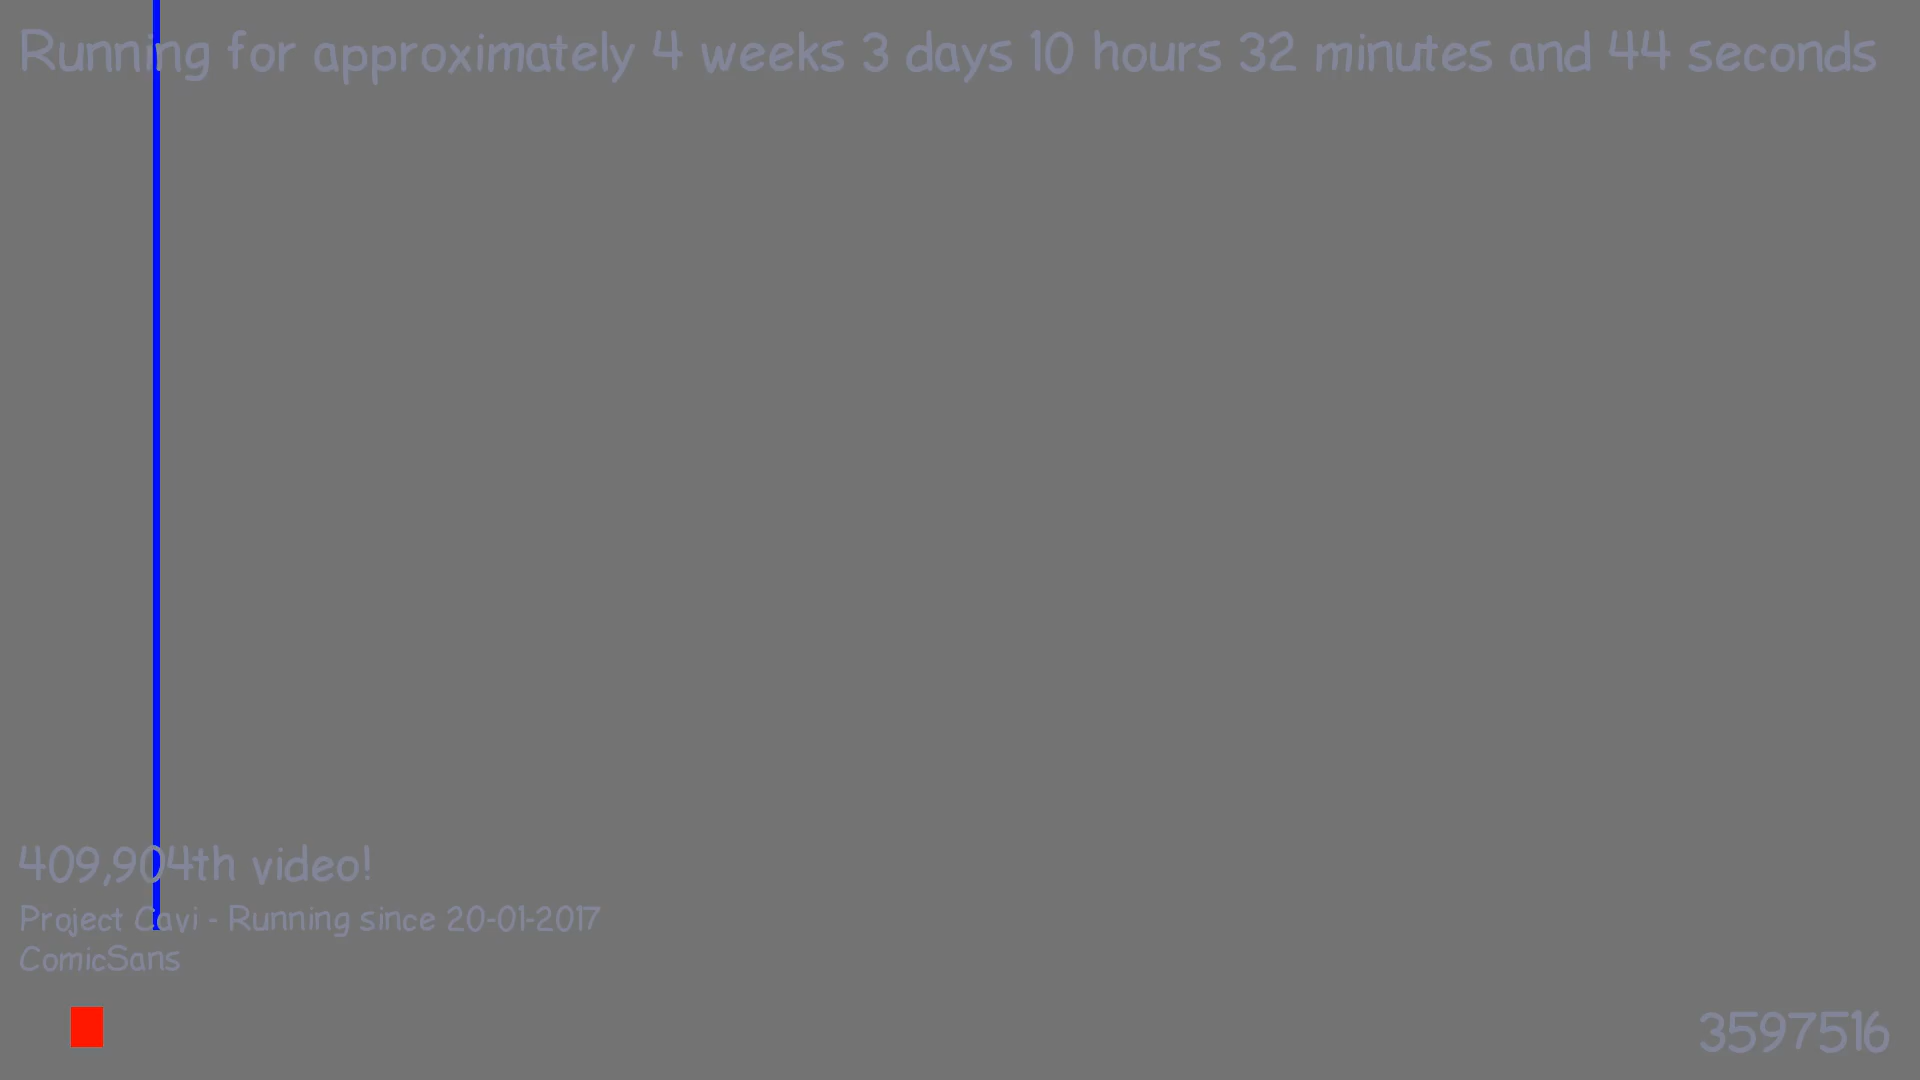 Running for approximately 4 weeks 3 days 10 hours 32 minutes and 44 seconds
409,904th video!
Project Cavi - Running since 20-01-2017
ComicSans
3597516